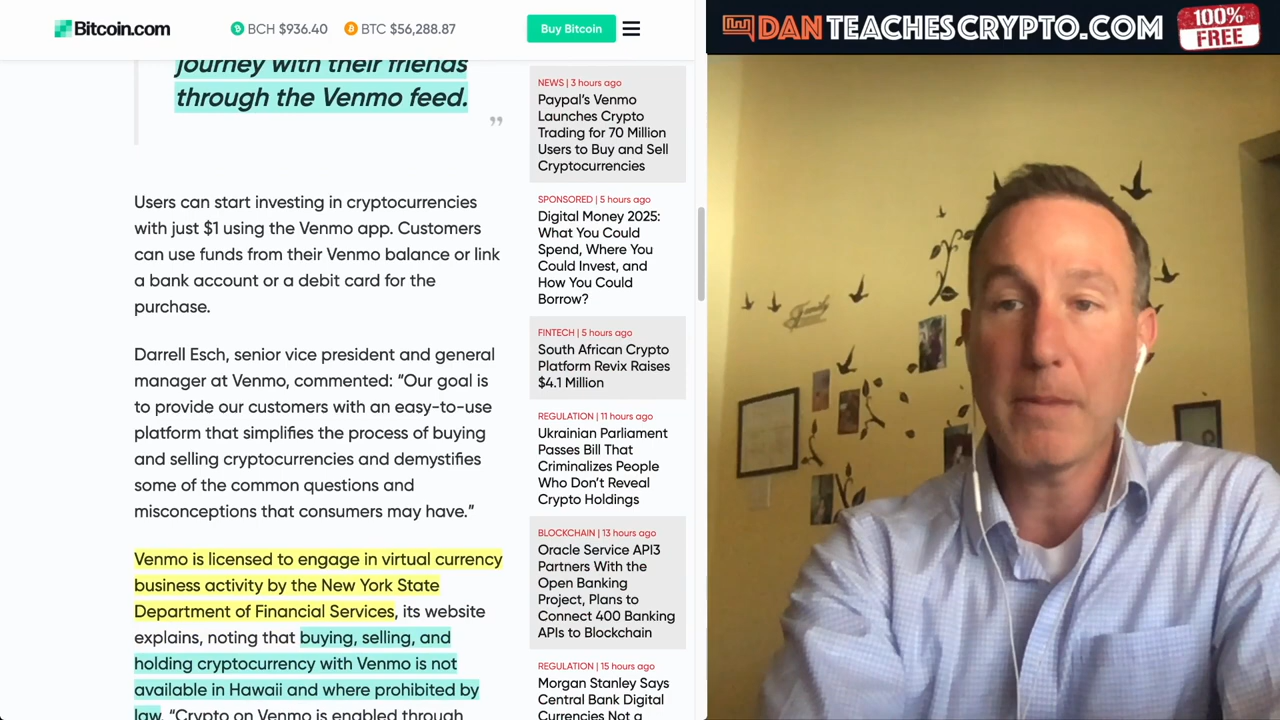 Bitcoin.com
BCH $936.40
BTC $56,288.87
Buy Bitcoin
journey with their friends
through the Venmo feed.
”
Users can start investing in cryptocurrencies
with just $1 using the Venmo app. Customers
can use funds from their Venmo balance or link
a bank account or a debit card for the
purchase.
Darrell Esch, senior vice president and general
manager at Venmo, commented: “Our goal is
to provide our customers with an easy-to-use
platform that simplifies the process of buying
and selling cryptocurrencies and demystifies
some of the common questions and
misconceptions that consumers may have.”
Venmo is licensed to engage in virtual currency
business activity by the New York State
Department of Financial Services, its website
explains, noting that buying, selling, and
holding cryptocurrency with Venmo is not
available in Hawaii and where prohibited by
law. “Crypto on Venmo is enabled through
NEWS | 3 hours ago
Paypal’s Venmo
Launches Crypto
Trading for 70 Million
Users to Buy and Sell
Cryptocurrencies
SPONSORED | 5 hours ago
Digital Money 2025:
What You Could
Spend, Where You
Could Invest, and
How You Could
Borrow?
FINTECH | 5 hours ago
South African Crypto
Platform Revix Raises
$4.1 Million
REGULATION | 11 hours ago
Ukrainian Parliament
Passes Bill That
Criminalizes People
Who Don’t Reveal
Crypto Holdings
BLOCKCHAIN | 13 hours ago
Oracle Service API3
Partners With the
Open Banking
Project, Plans to
Connect 400 Banking
APIs to Blockchain
REGULATION | 15 hours ago
Morgan Stanley Says
Central Bank Digital
Currencies Not a
DANTEACHESCRYPTO.COM
100%
FREE